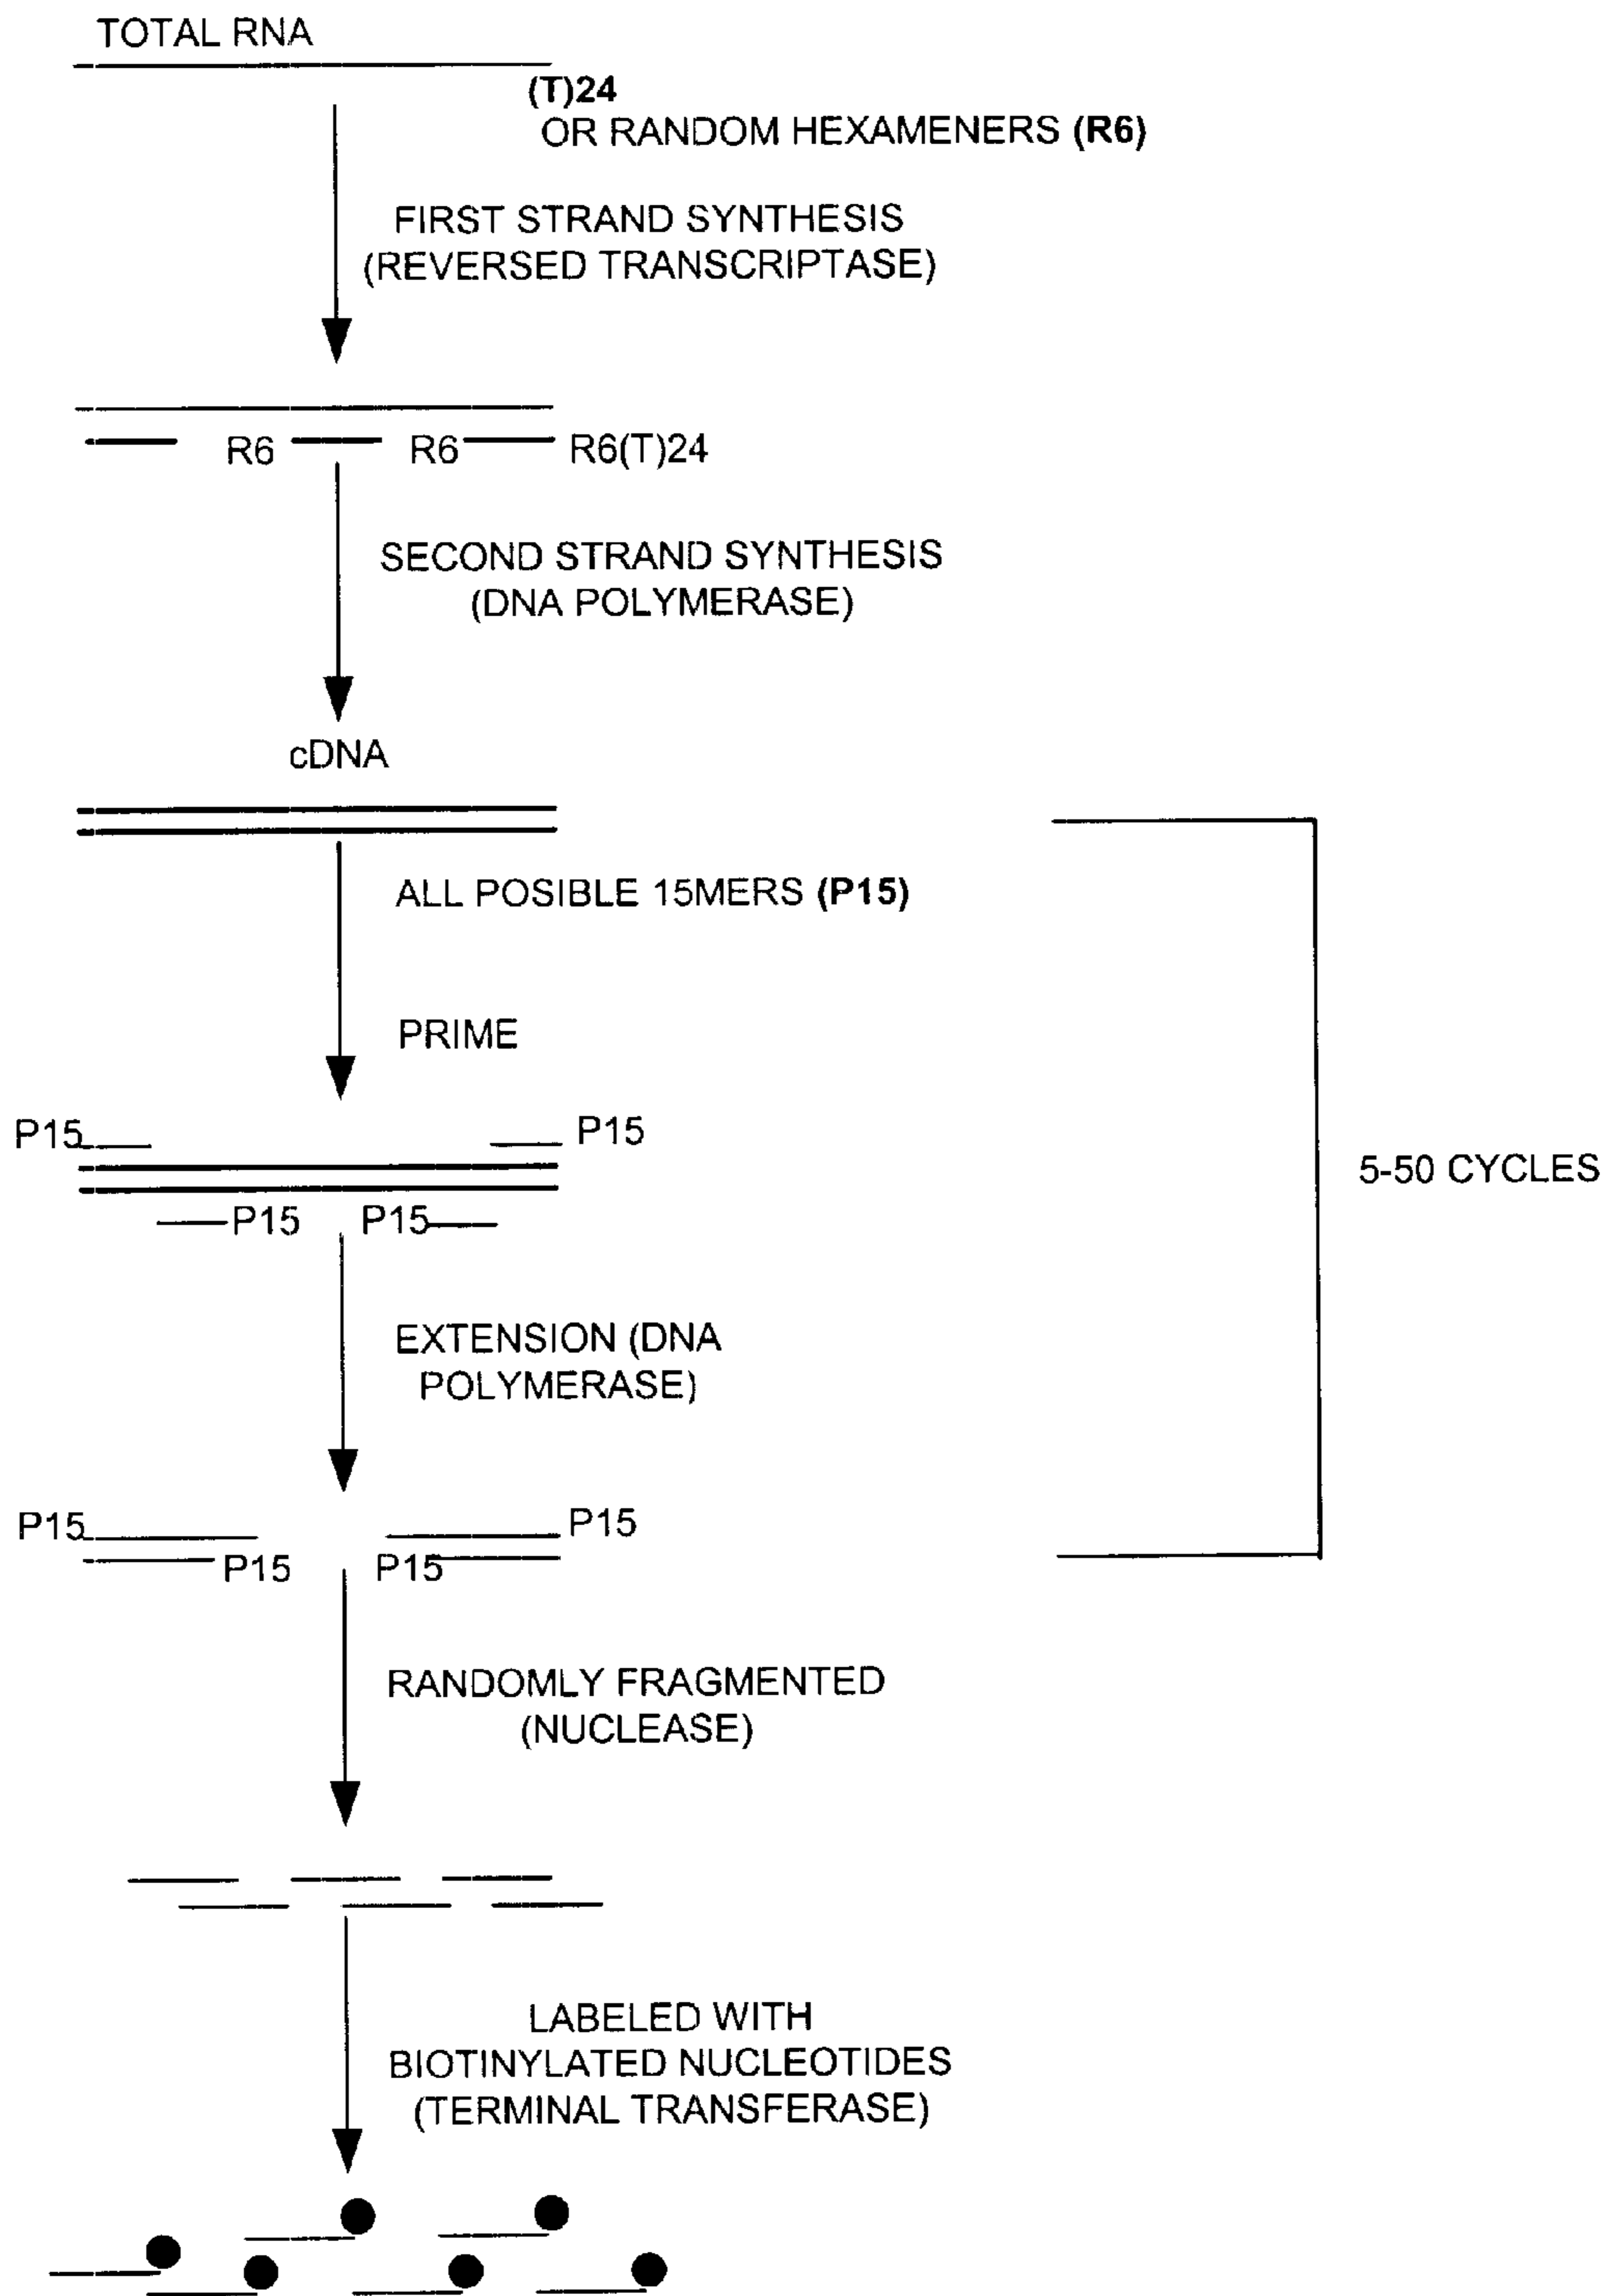 TOTAL RNA
(T)24
OR RANDOM HEXAMENERS (R6)
FIRST STRAND SYNTHESIS
(REVERSED TRANSCRIPTASE)
R6 R6 R6(T)24
SECOND STRAND SYNTHESIS
(DNA POLYMERASE)
cDNA
ALL POSIBLE 15MERS (P15)
PRIME
P15 P15
5-50 CYCLES
P15 P15
EXTENSION (DNA
POLYMERASE)
P15 P15
P15 P15
RANDOMLY FRAGMENTED
(NUCLEASE)
LABELED WITH
BIOTINYLATED NUCLEOTIDES
(TERMINAL TRANSFERASE)